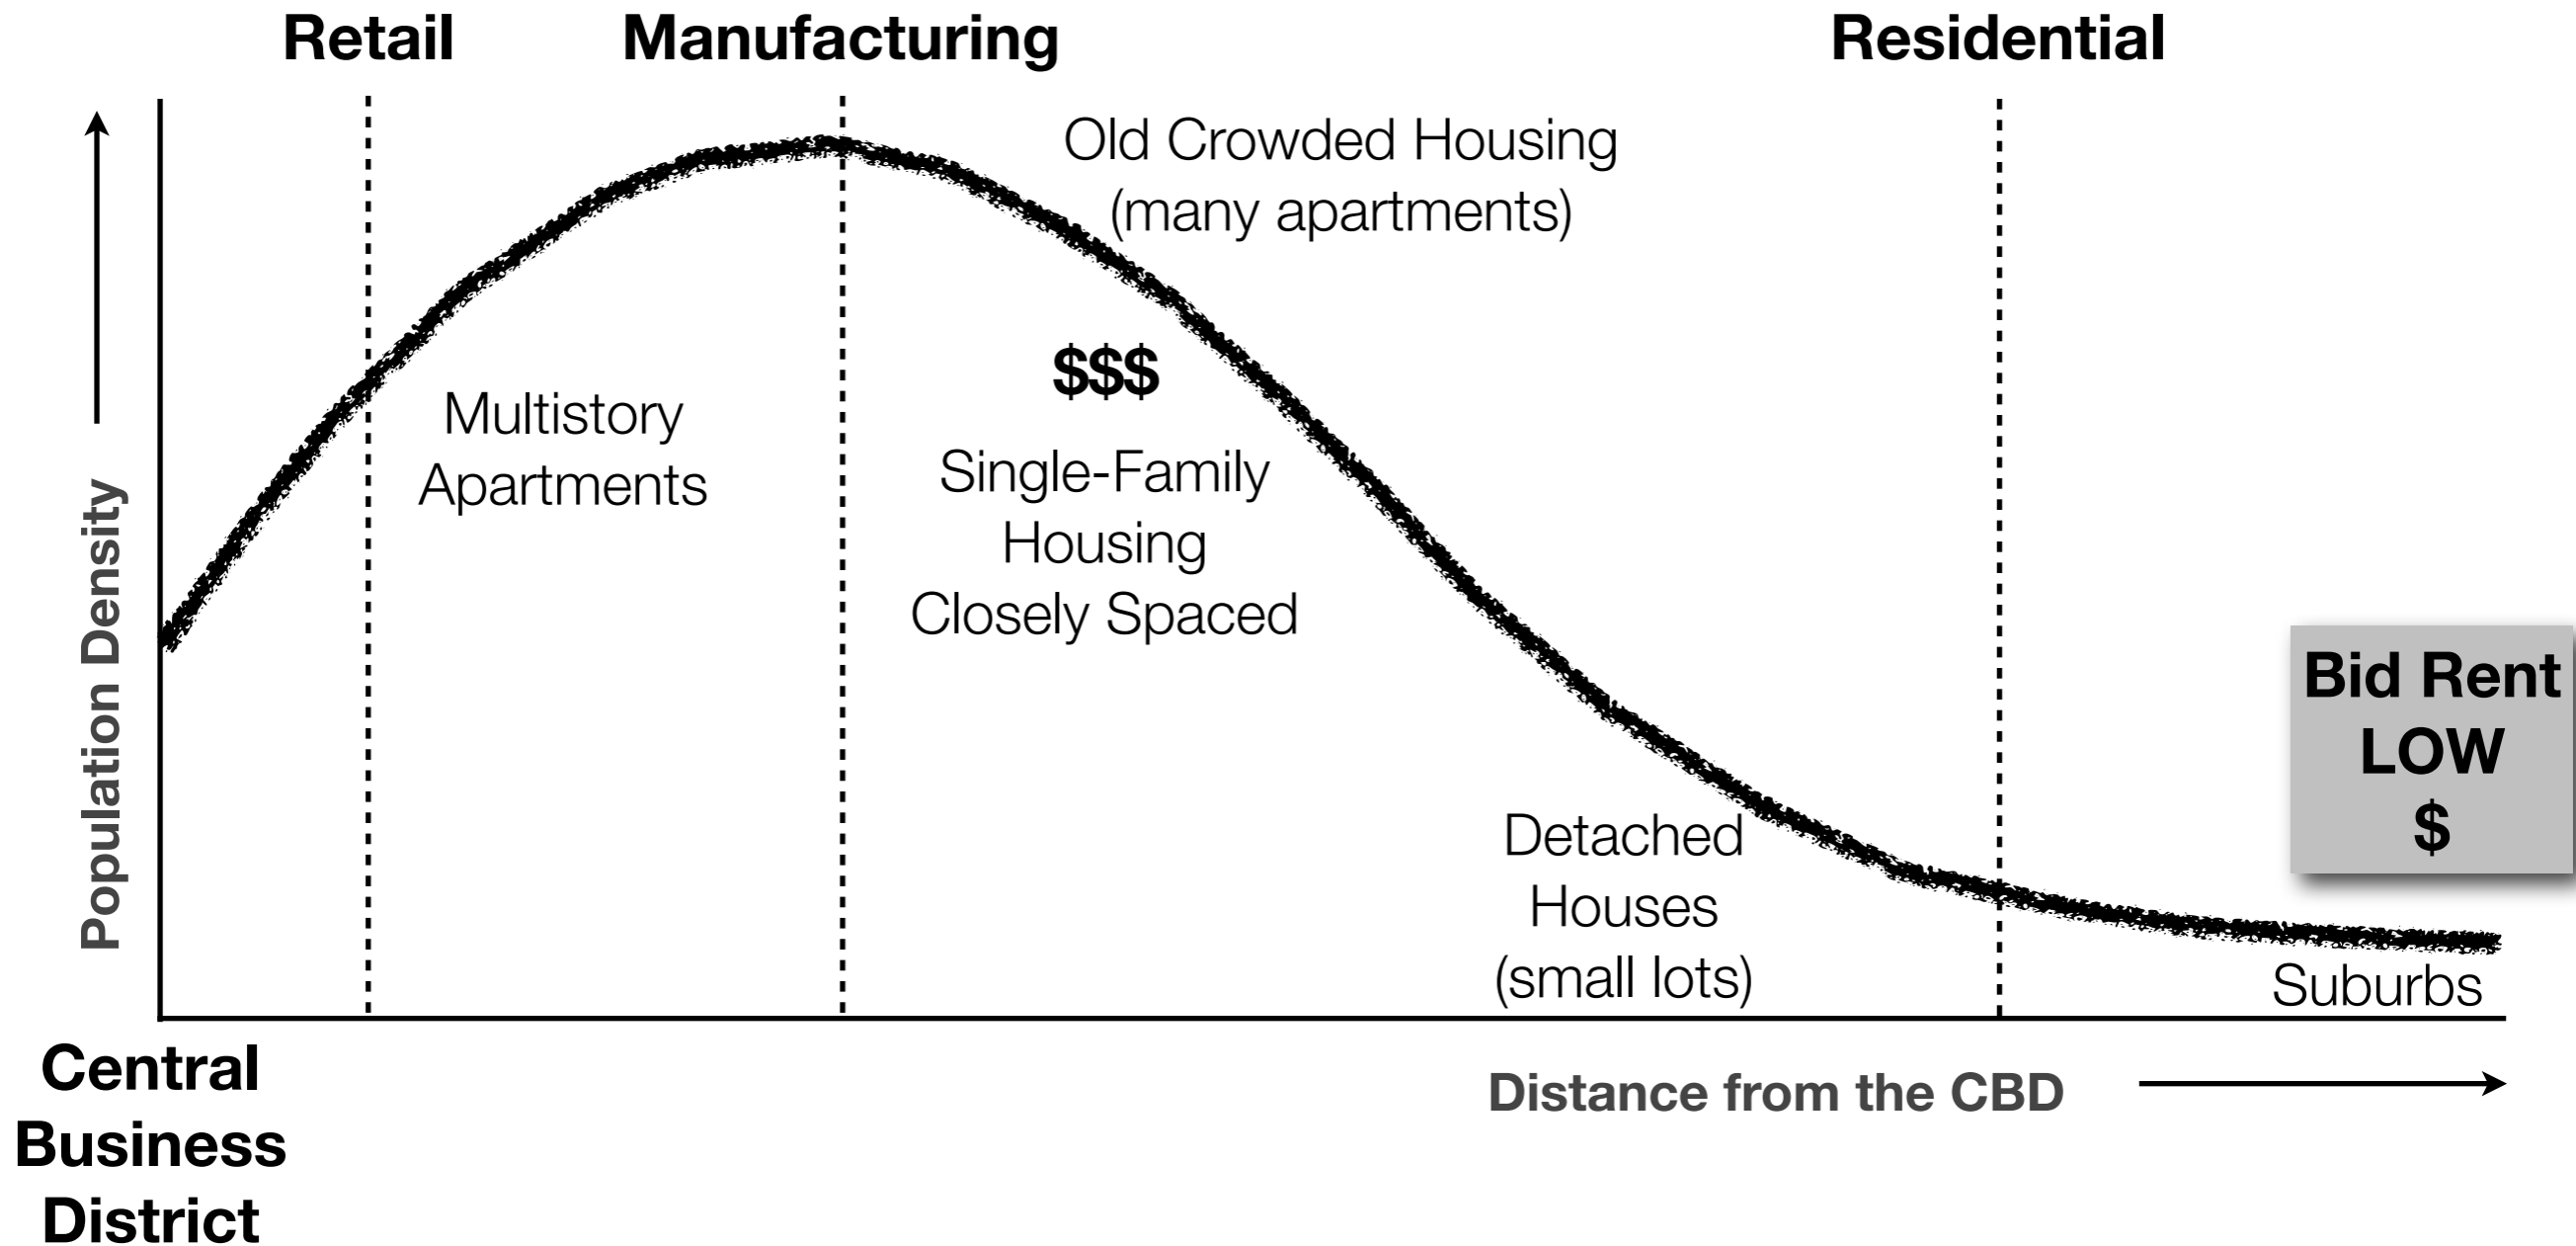 Retail
Manufacturing
Residential
Old Crowded Housing
(many apartments)
$$$
Multistory
Apartments
Single-Family
Housing
Closely Spaced
Population Density
Bid Rent
LOW
$
Detached
Houses
(small lots)
Suburbs
Central
Business
District
Distance from the CBD